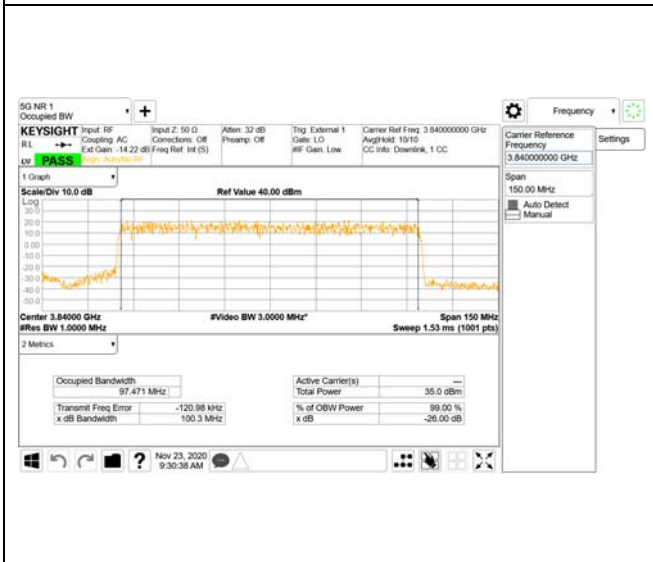 5G NR 1
Occupied BW
Frequency
KEYSIGHT
Input: RF
Input Z: 50 Ω
Atten: 32 dB
Trig: External 1
Carrier Ref Freq: 3.840000000 GHz
RL
Coupling: AC
Corrections: Off
Preamp: Off
Gate: LO
Avg|Hold: 10/10
Ext Gain: -14.22 dB
Freq Ref: Int (S)
#IF Gain: Low
CC Info: Downlink, 1 CC
PASS
Align: Auto/No RF
Carrier Reference
Frequency
3.840000000 GHz
Settings
Span
150.00 MHz
Auto Detect
Manual
1 Graph
Scale/Div 10.0 dB
Ref Value 40.00 dBm
Log
30.0
20.0
10.0
0.00
-10.0
-20.0
-30.0
-40.0
-50.0
Center 3.84000 GHz
#Video BW 3.0000 MHz*
Span 150 MHz
#Res BW 1.0000 MHz
Sweep 1.53 ms (1001 pts)
2 Metrics
Occupied Bandwidth
97.471 MHz
Active Carrier(s)
---
Total Power
35.0 dBm
Transmit Freq Error
-120.98 kHz
% of OBW Power
99.00 %
x dB Bandwidth
100.3 MHz
x dB
-26.00 dB
?
Nov 23, 2020
9:30:38 AM